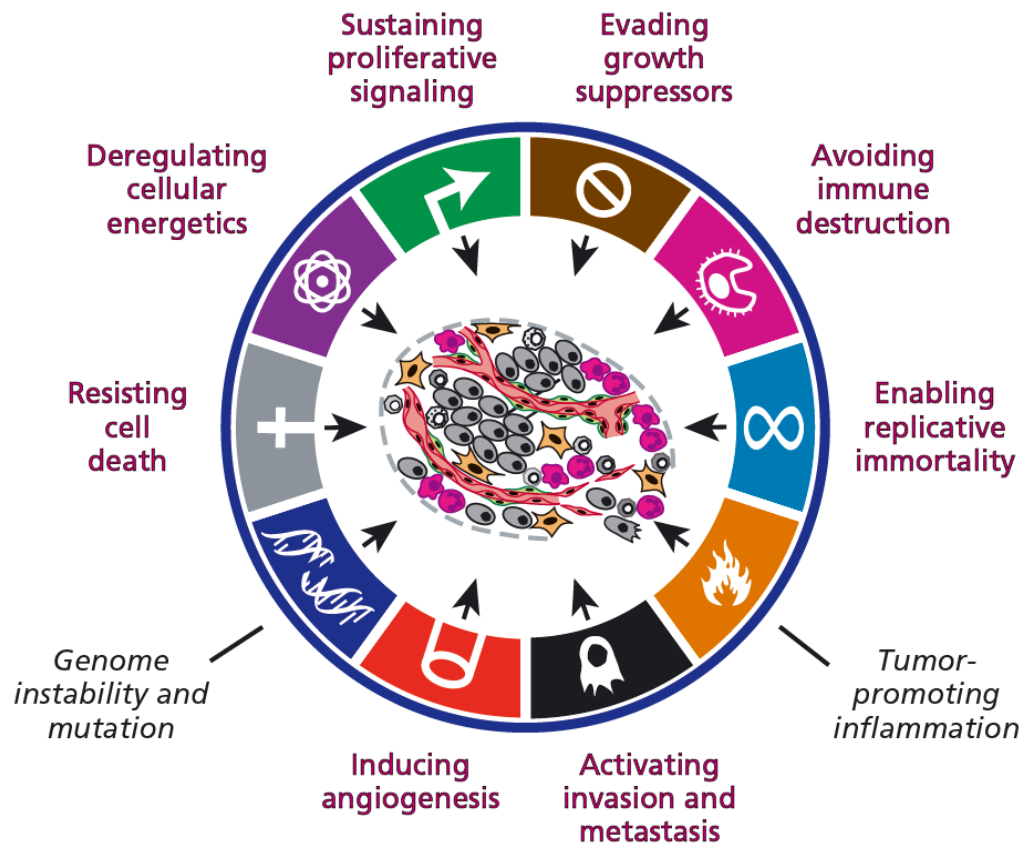 Sustaining
proliferative
signaling
Evading
growth
suppressors
Deregulating
cellular
energetics
Avoiding
immune
destruction
Resisting
cell
death
Enabling
replicative
immortality
Genome
instability and
mutation
Tumor-
promoting
inflammation
Inducing
angiogenesis
Activating
invasion and
metastasis